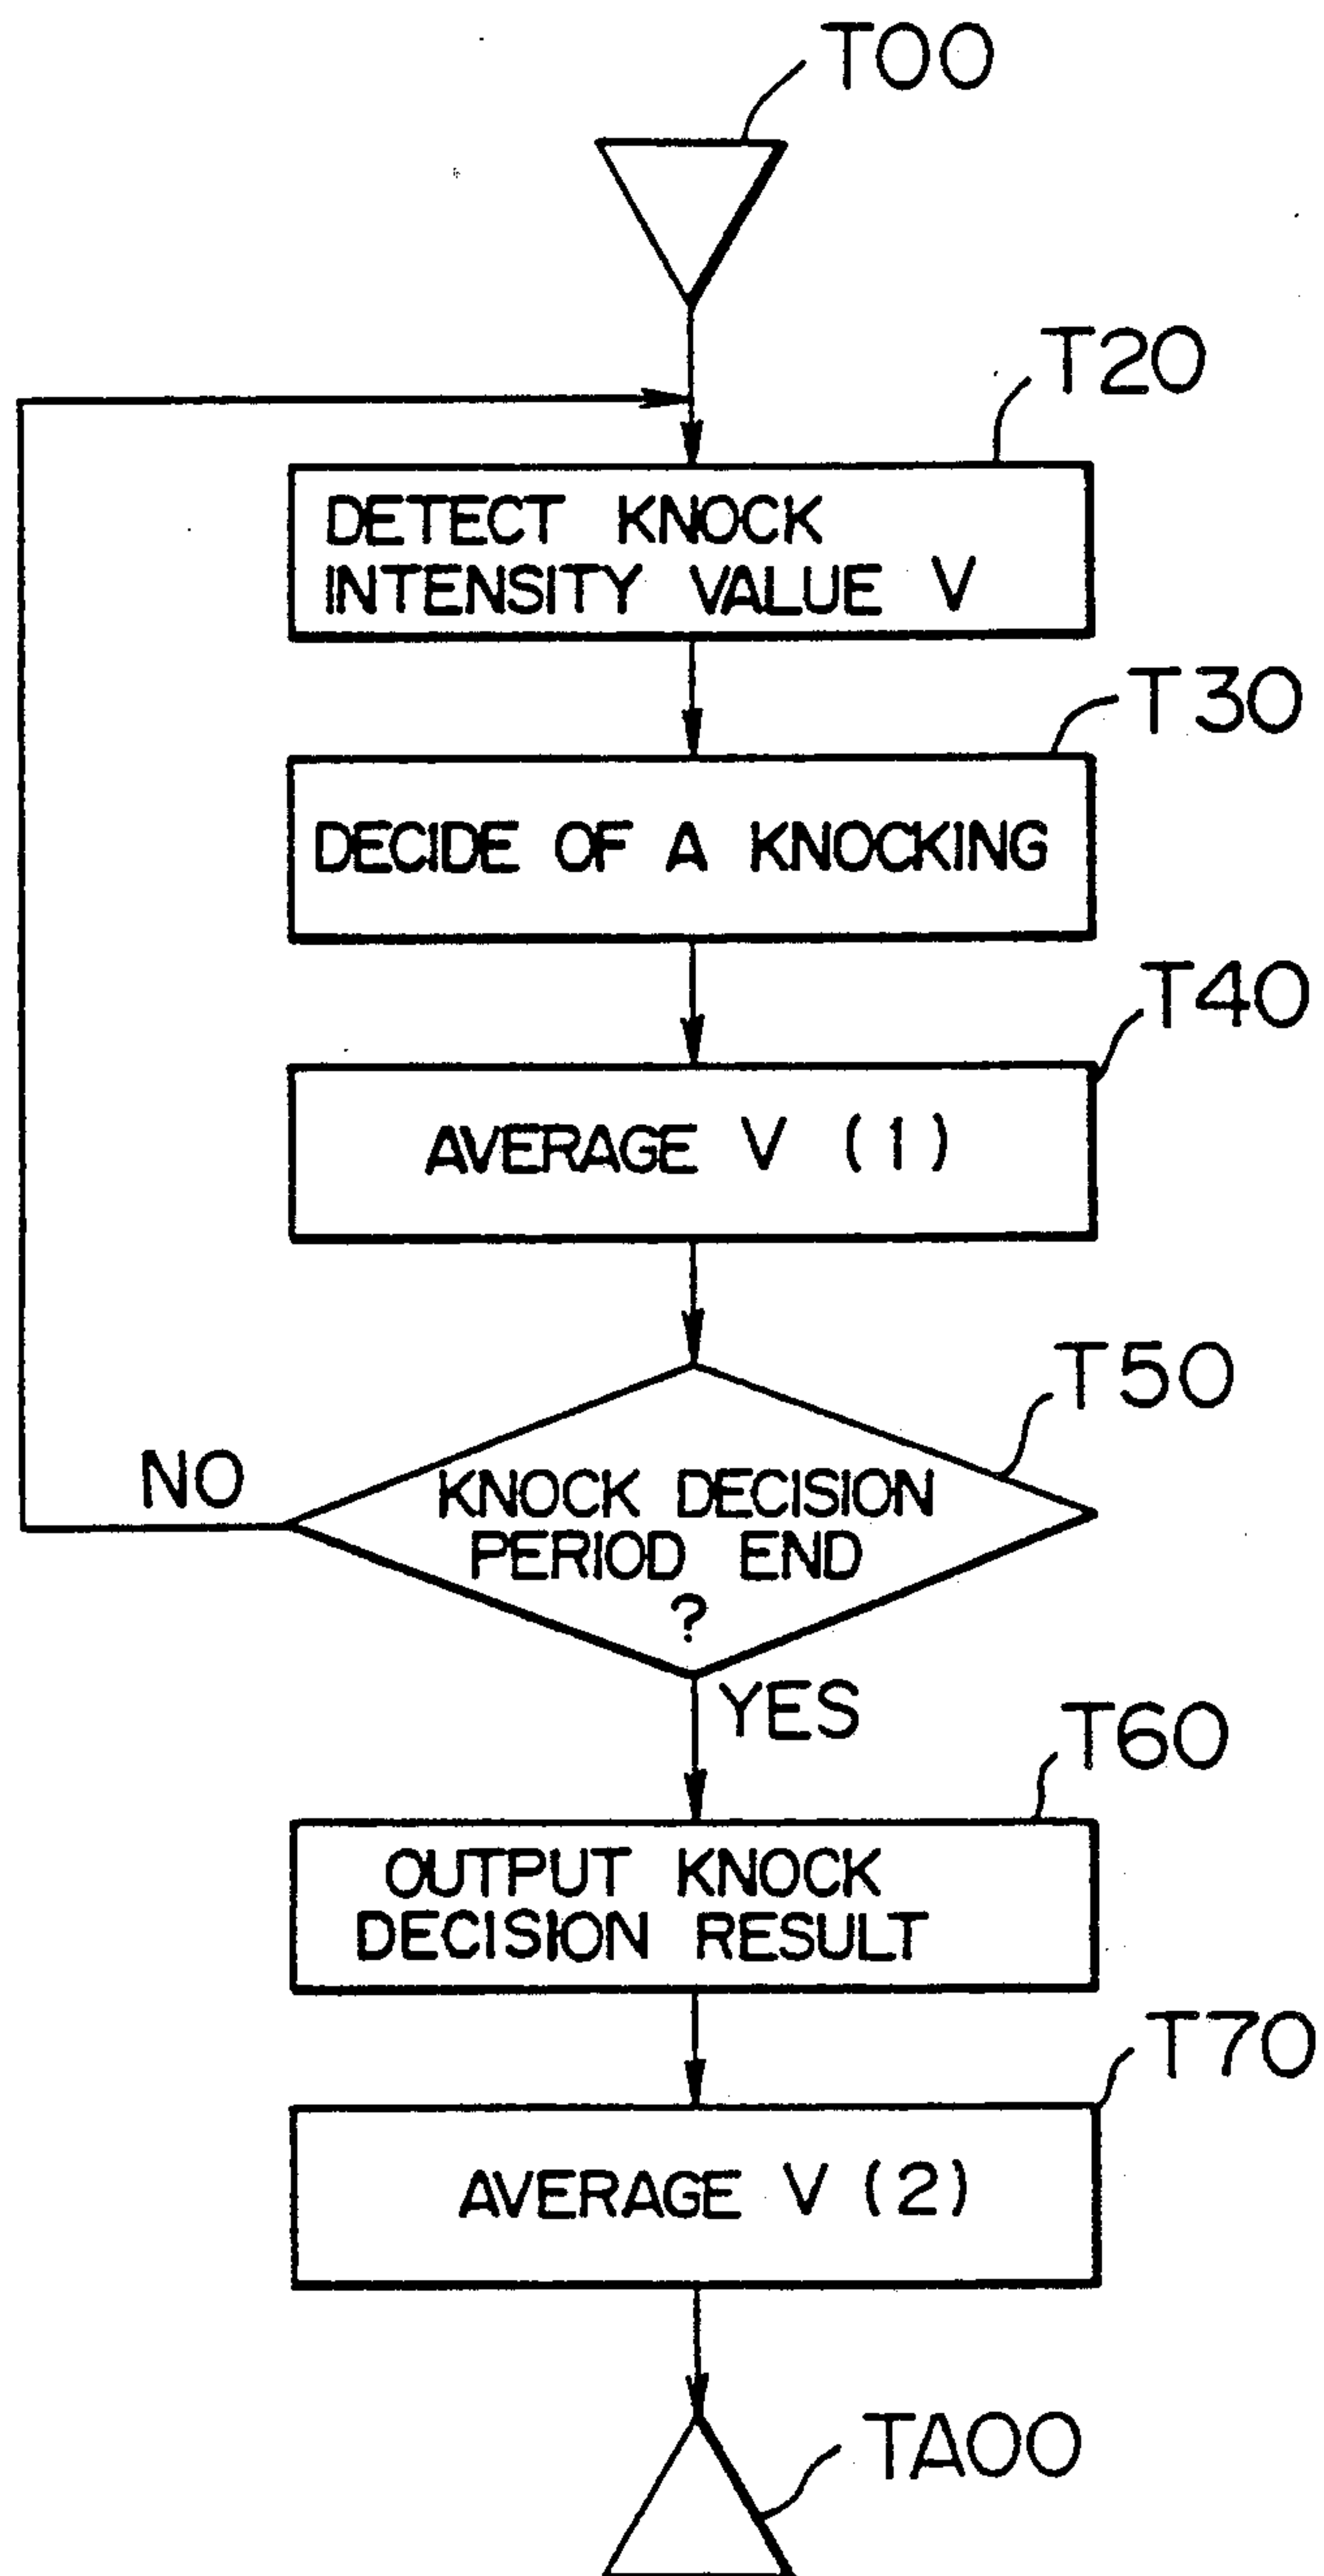 T00
T20
DETECT KNOCK
INTENSITY VALUE V
T30
DECIDE OF A KNOCKING
T40
AVERAGE V (1)
T50
NO
KNOCK DECISION
PERIOD END
?
YES
T60
OUTPUT KNOCK
DECISION RESULT
T70
AVERAGE V (2)
TA00